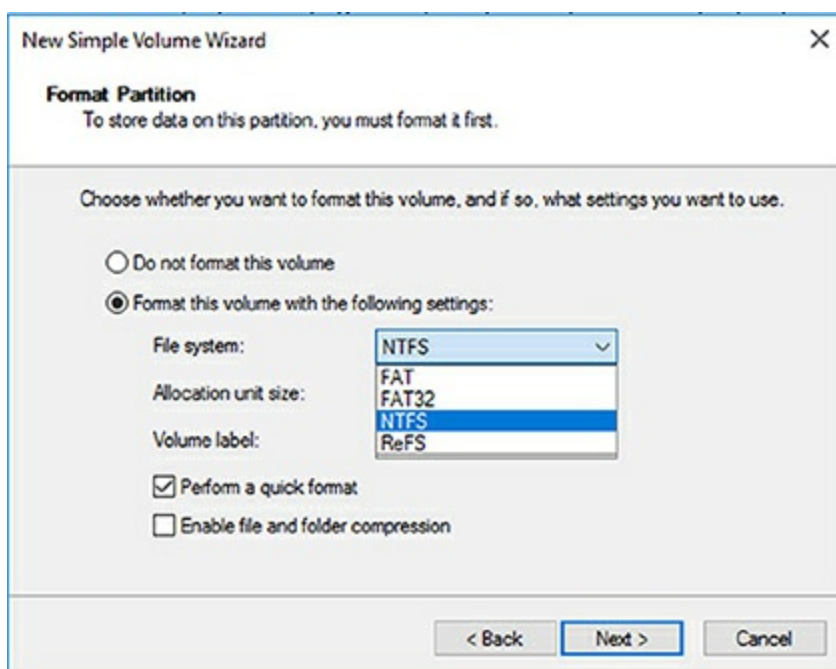 New Simple Volume Wizard
Format Partition
To store data on this partition, you must format it first.
Choose whether you want to format this volume, and if so, what settings you want to use.
Do not format this volume
Format this volume with the following settings:
File system: NTFS
FAT
Allocation unit size:
FAT32
NTFS
Volume label:
ReFS
Perform a quick format
Enable file and folder compression
< Back Next > Cancel